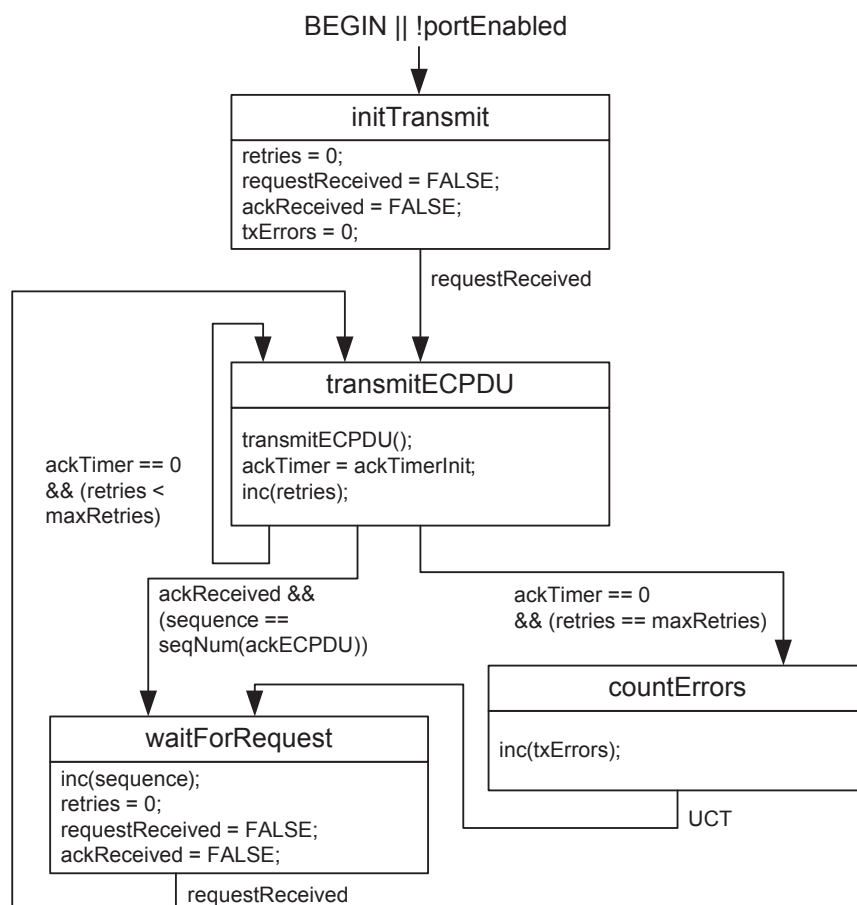 BEGIN || !portEnabled
initTransmit
retries = 0;
requestReceived = FALSE;
ackReceived = FALSE;
txErrors = 0;
requestReceived
transmitECPDU
transmitECPDU();
ackTimer = ackTimerInit;
inc(retries);
ackTimer == 0
&& (retries <
maxRetries)
ackReceived &&
(sequence ==
seqNum(ackECPDU))
ackTimer == 0
&& (retries == maxRetries)
countErrors
inc(txErrors);
UCT
waitForRequest
inc(sequence);
retries = 0;
requestReceived = FALSE;
ackReceived = FALSE;
requestReceived